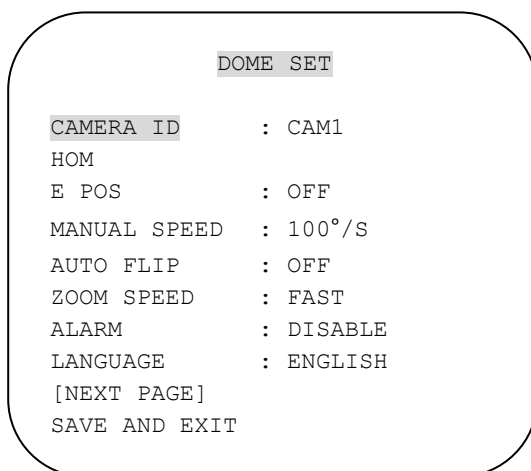 DOME SET
CAMERA ID : CAM1
HOM
E POS : OFF
MANUAL SPEED : 100°/S
AUTO FLIP : OFF
ZOOM SPEED : FAST
ALARM : DISABLE
LANGUAGE : ENGLISH
[NEXT PAGE]
SAVE AND EXIT